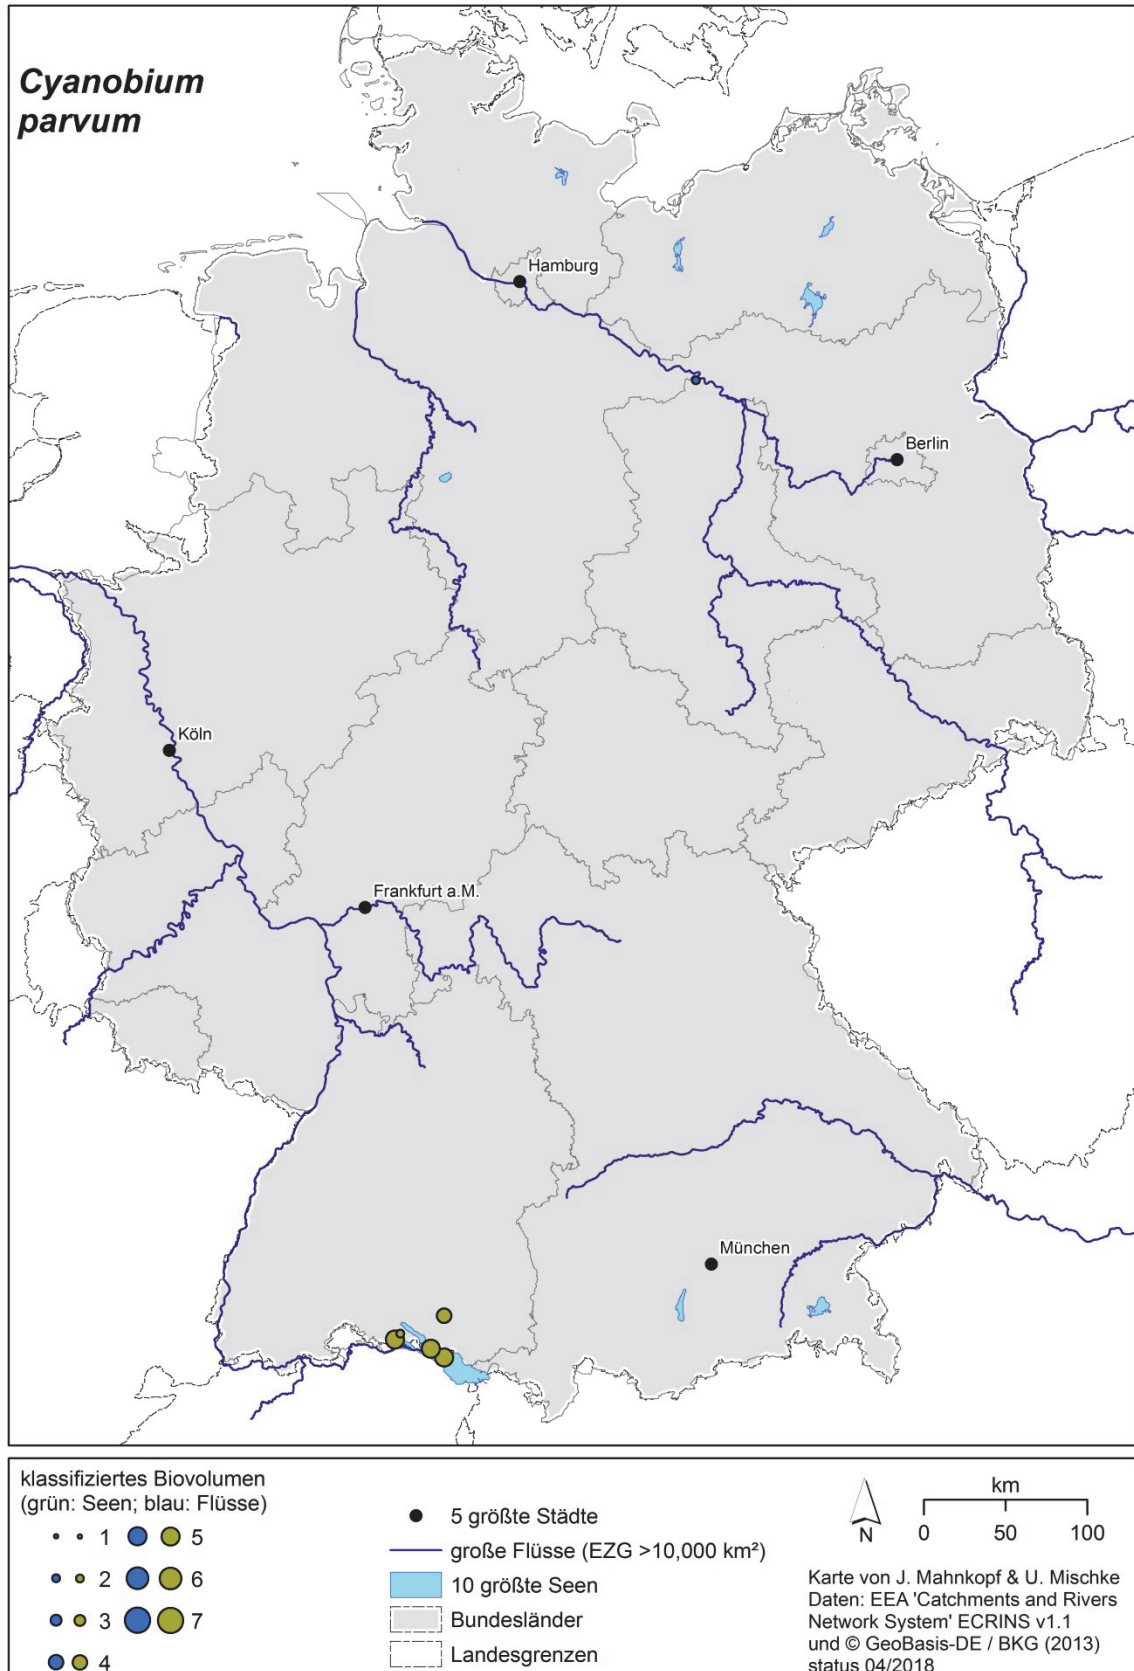 Cyanobium
parvum
Hamburg
Berlin
Köln
Frankfurt a.M.
München
klassifiziertes Biovolumen
(grün: Seen; blau: Flüsse)
1
2
3
4
5
6
7
5 größte Städte
große Flüsse (EZG >10,000 km²)
10 größte Seen
Bundesländer
Landesgrenzen
N
km
0 50 100
Karte von J. Mahnkopf & U. Mischke
Daten: EEA 'Catchments and Rivers
Network System' ECRINS v1.1
und © GeoBasis-DE / BKG (2013)
status 04/2018